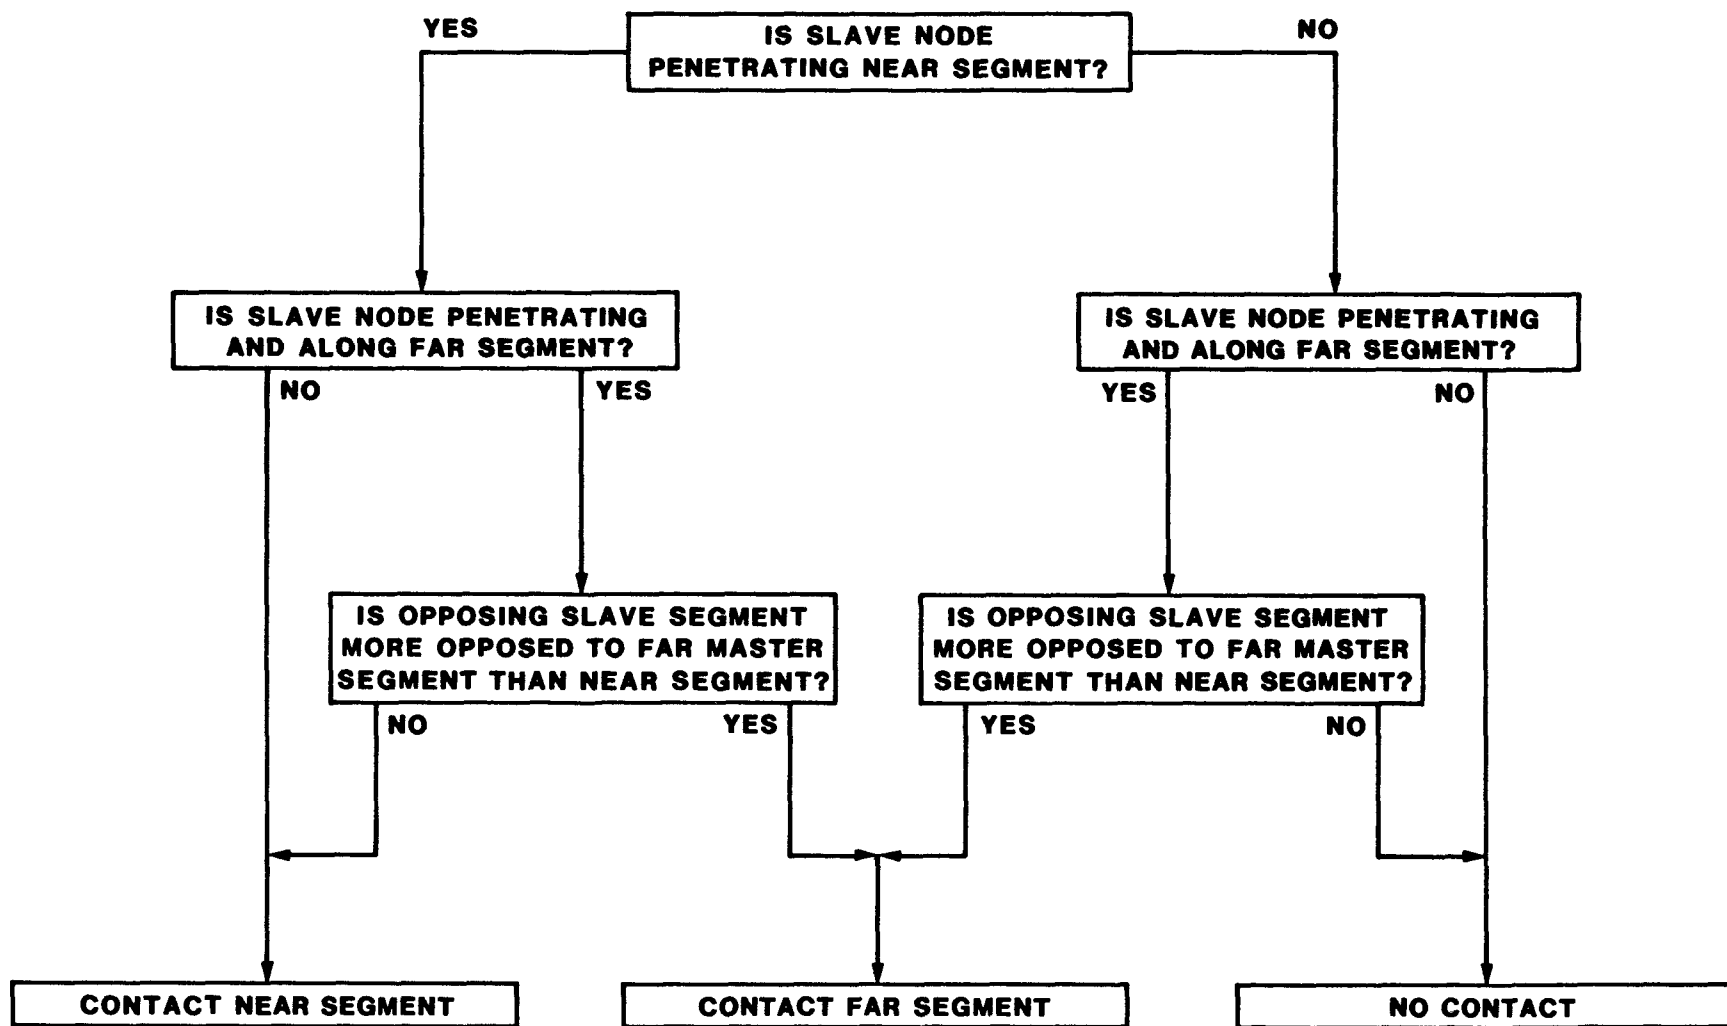 YES
IS SLAVE NODE
PENETRATING NEAR SEGMENT?
NO
IS SLAVE NODE PENETRATING
AND ALONG FAR SEGMENT?
NO
YES
IS SLAVE NODE PENETRATING
AND ALONG FAR SEGMENT?
YES
NO
IS OPPOSING SLAVE SEGMENT
MORE OPPOSED TO FAR MASTER
SEGMENT THAN NEAR SEGMENT?
NO
YES
IS OPPOSING SLAVE SEGMENT
MORE OPPOSED TO FAR MASTER
SEGMENT THAN NEAR SEGMENT?
YES
NO
CONTACT NEAR SEGMENT
CONTACT FAR SEGMENT
NO CONTACT